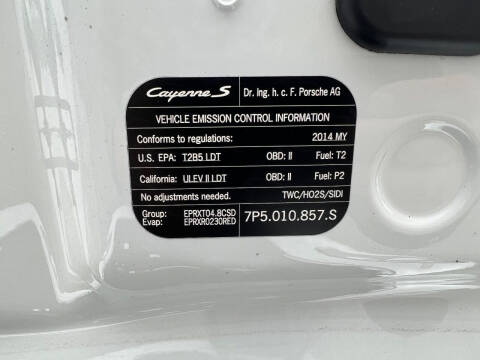 Cayenne S Dr. Ing. h. c. F. Porsche AG
VEHICLE EMISSION CONTROL INFORMATION
Conforms to regulations: 2014 MY
U.S. EPA: T2B5 LDT OBD: II Fuel: T2
California: ULEV II LDT OBD: II Fuel: P2
No adjustments needed. TWC/HO2S/SIDI
Group: EPRXT04.8CSD
Evap: EPRXR0230RED 7P5.010.857.S